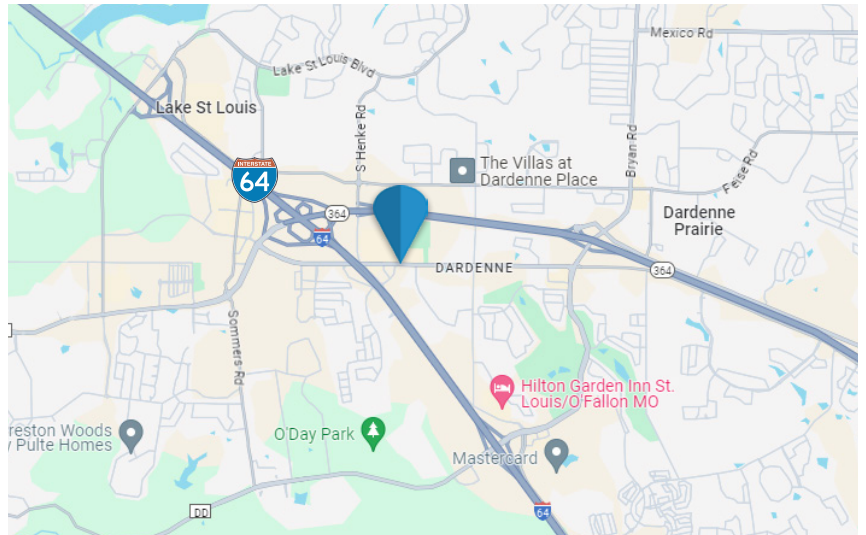 Mexico Rd
Lake St Louis Blvd
Lake St Louis
S Henke Rd
Bryan Rd
Feise Rd
INTERSTATE
64
The Villas at
Dardenne Place
364
Dardenne
Prairie
64
DARDENNE
364
Sommers Rd
Hilton Garden Inn St.
Louis/O'Fallon MO
reston Woods
y Pulte Homes
O'Day Park
Mastercard
DD
64